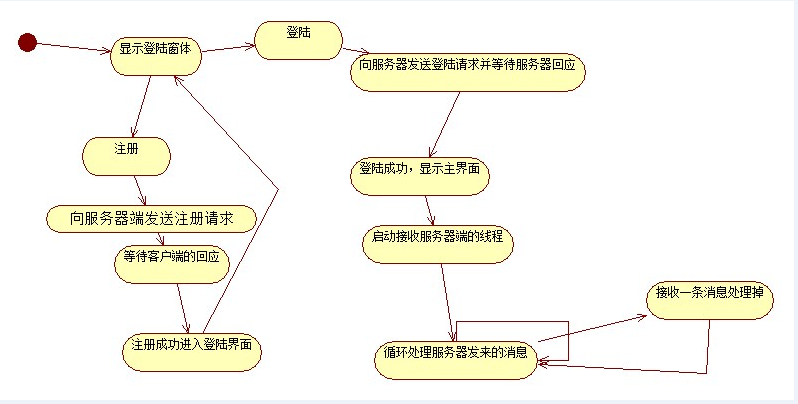 显示登陆窗体
登陆
向服务器发送登陆请求并等待服务器回应
注册
登陆成功，显示主界面
向服务器端发送注册请求
启动接收服务器端的线程
等待客户端的回应
接收一条消息处理掉
注册成功进入登陆界面
循环处理服务器发来的消息